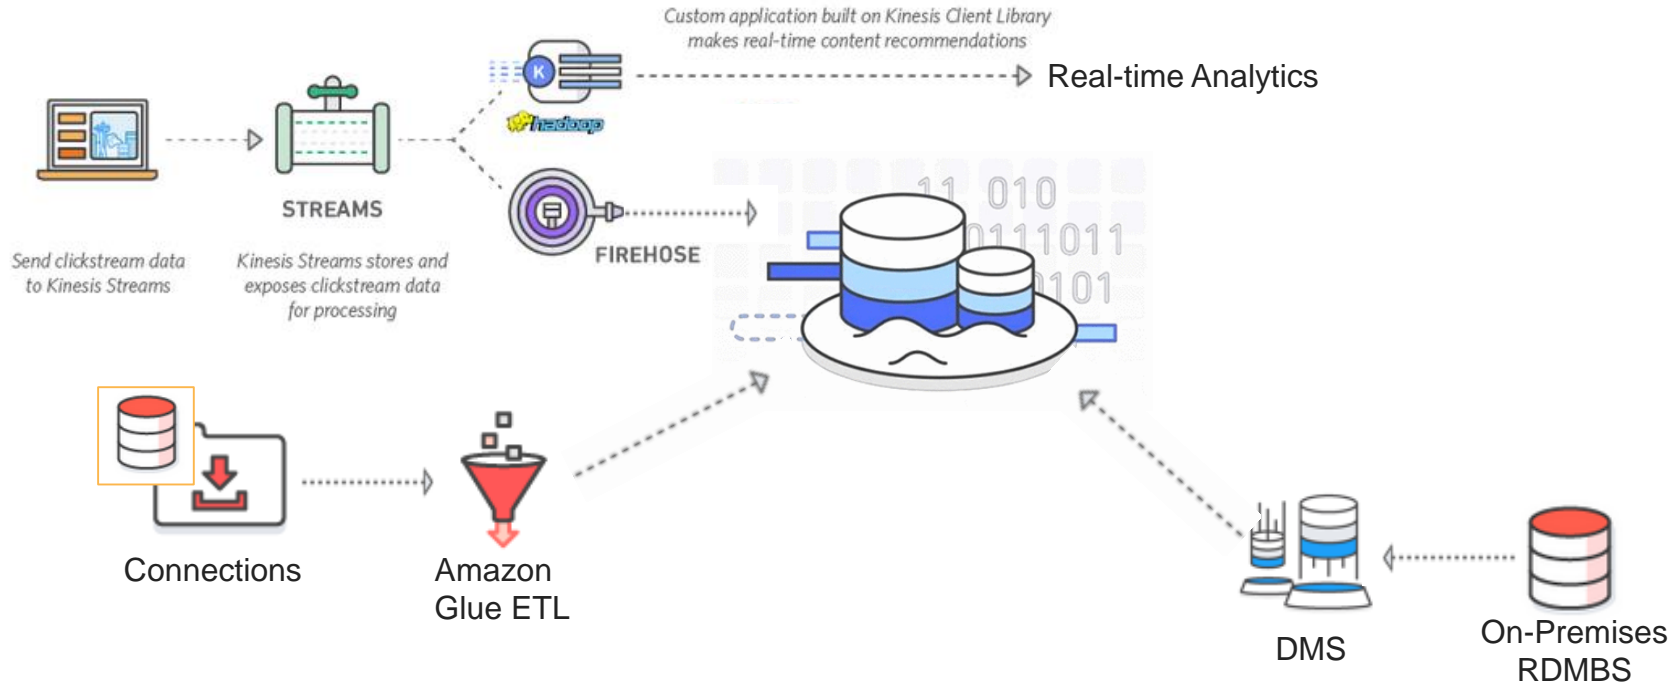 Custom application built on Kinesis Client Library
makes real-time content recommendations
K
Real-time Analytics
hadoop
STREAMS
FIREHOSE
Send clickstream data
to Kinesis Streams
Kinesis Streams stores and
exposes clickstream data
for processing
11 010
0111011
0101
Connections
Amazon
Glue ETL
DMS
On-Premises
RDMBS